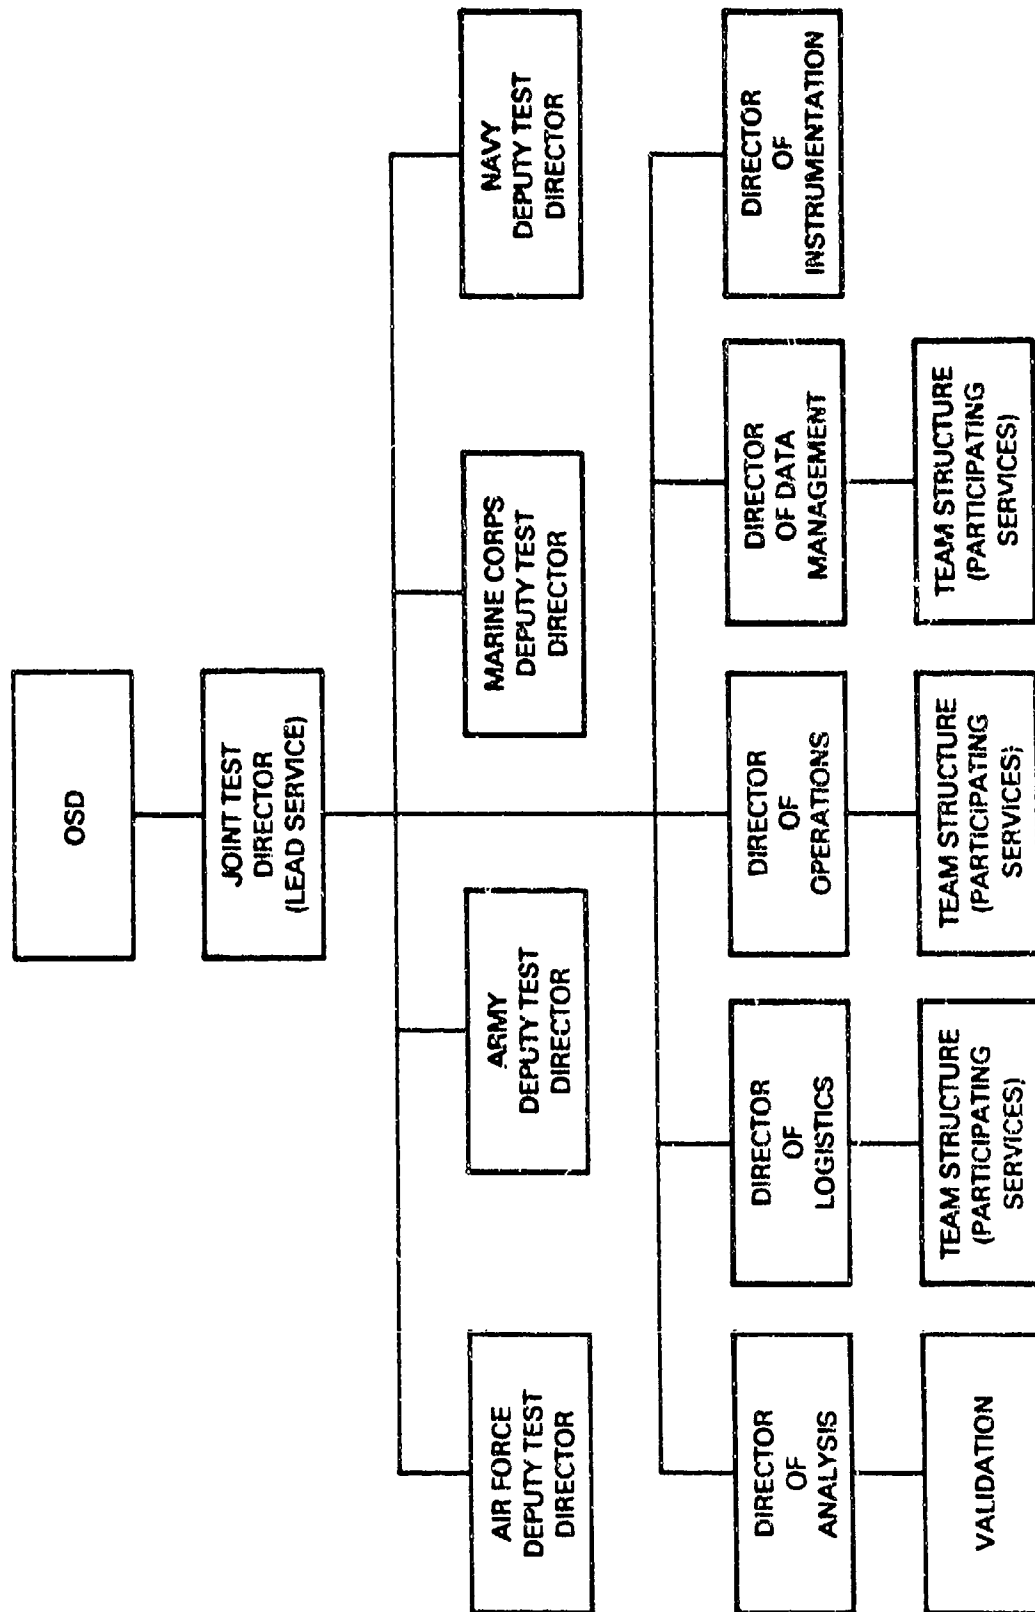 OSD
JOINT TEST
DIRECTOR
(LEAD SERVICE)
AIR FORCE
DEPUTY TEST
DIRECTOR
ARMY
DEPUTY TEST
DIRECTOR
MARINE CORPS
DEPUTY TEST
DIRECTOR
NAVY
DEPUTY TEST
DIRECTOR
DIRECTOR
OF
ANALYSIS
DIRECTOR
OF
LOGISTICS
DIRECTOR
OF
OPERATIONS
DIRECTOR
OF DATA
MANAGEMENT
DIRECTOR
OF
INSTRUMENTATION
VALIDATION
TEAM STRUCTURE
(PARTICIPATING
SERVICES)
TEAM STRUCTURE
(PARTICIPATING
SERVICES)
TEAM STRUCTURE
(PARTICIPATING
SERVICES)